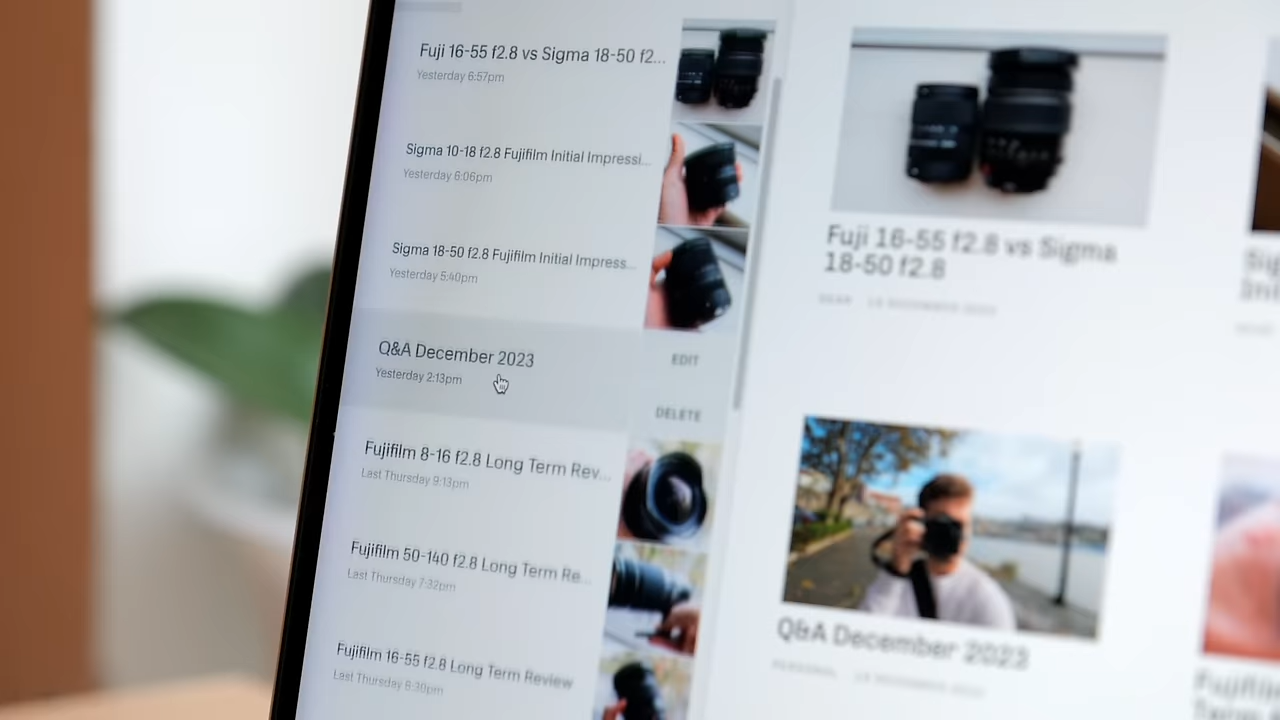 Fuji 16-55 f2.8 vs Sigma 18-50 f2...
Yesterday 6:57pm
Sigma 10-18 f2.8 Fujifilm Initial Impressi...
Yesterday 6:06pm
Sigma 18-50 f2.8 Fujifilm Initial Impress...
Yesterday 5:40pm
Q&A December 2023
Yesterday 2:13pm
EDIT
DELETE
Fujifilm 8-16 f2.8 Long Term Rev...
Last Thursday 9:13pm
Fujifilm 50-140 f2.8 Long Term Re...
Last Thursday 7:32pm
Fujifilm 16-55 f2.8 Long Term Review
Last Thursday 6:30pm
Fuji 16-55 f2.8 vs Sigma
18-50 f2.8
Q&A December 2023